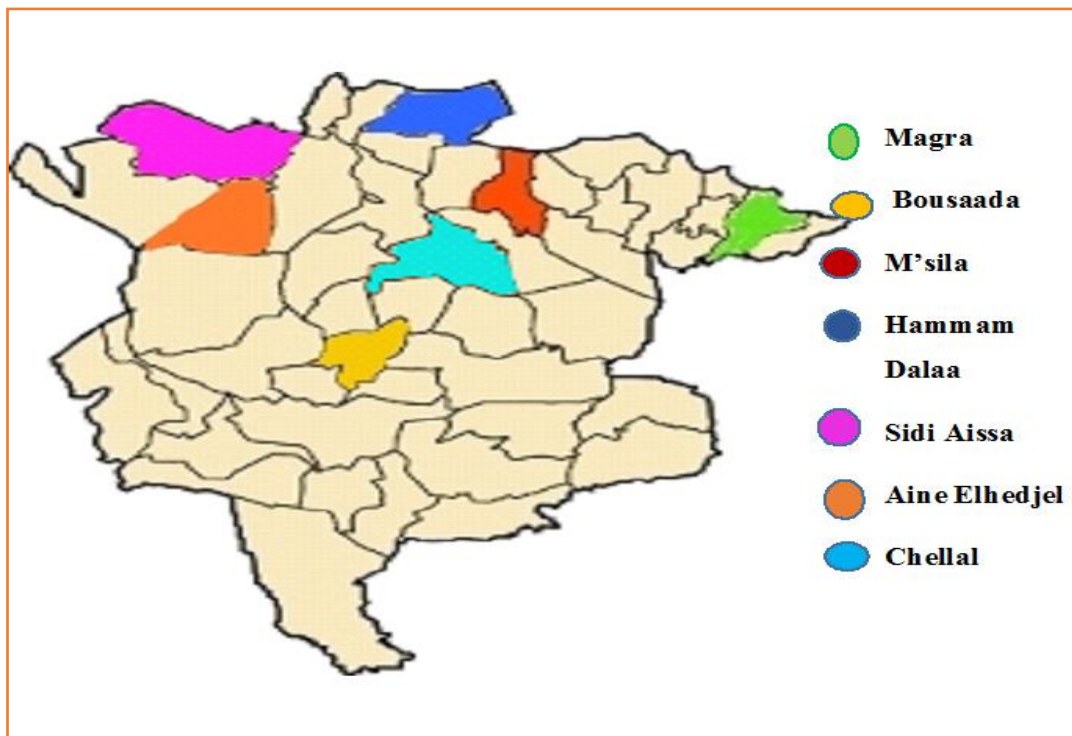 Magra
Bousaada
M'sila
Hammam
Dalaa
Sidi Aissa
Aine Elhedjel
Chellal